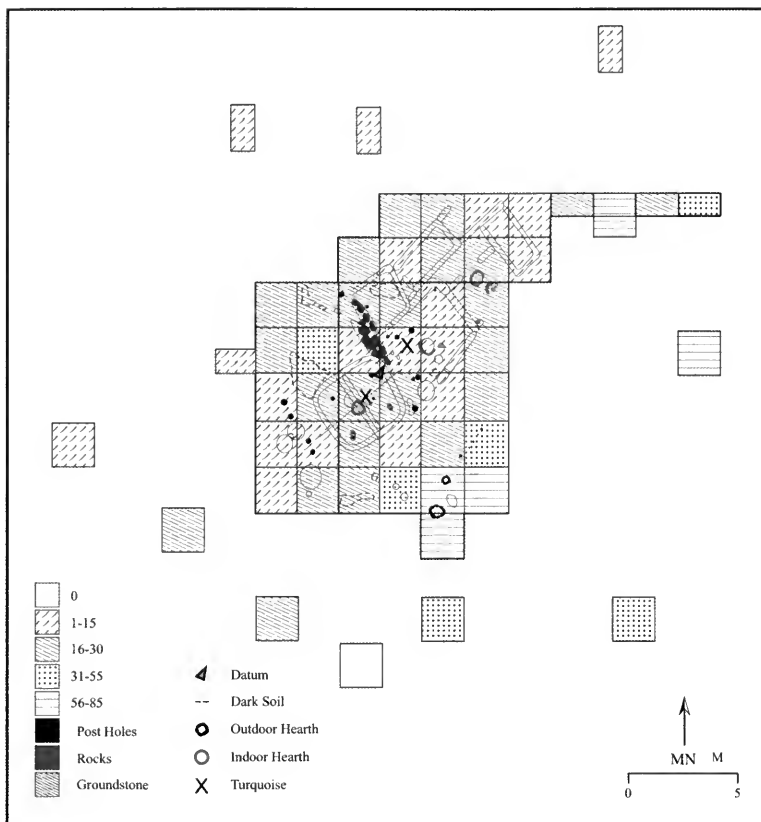 0
1-15
16-30
31-55
56-85
Post Holes
Rocks
Groundstone
Datum
Dark Soil
Outdoor Hearth
Indoor Hearth
X Turquoise
X
X
MN M
0 5